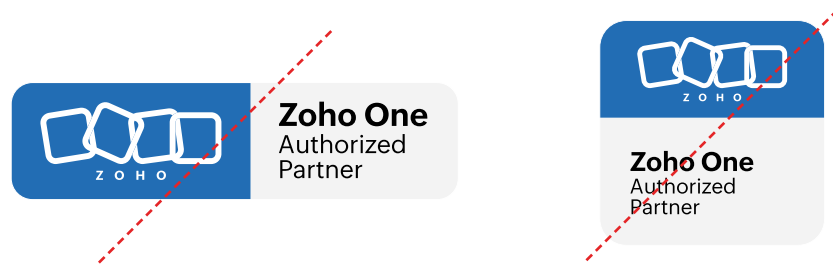 ZOHO
Zoho One
Authorized
Partner
ZOHO
Zoho One
Authorized
Partner